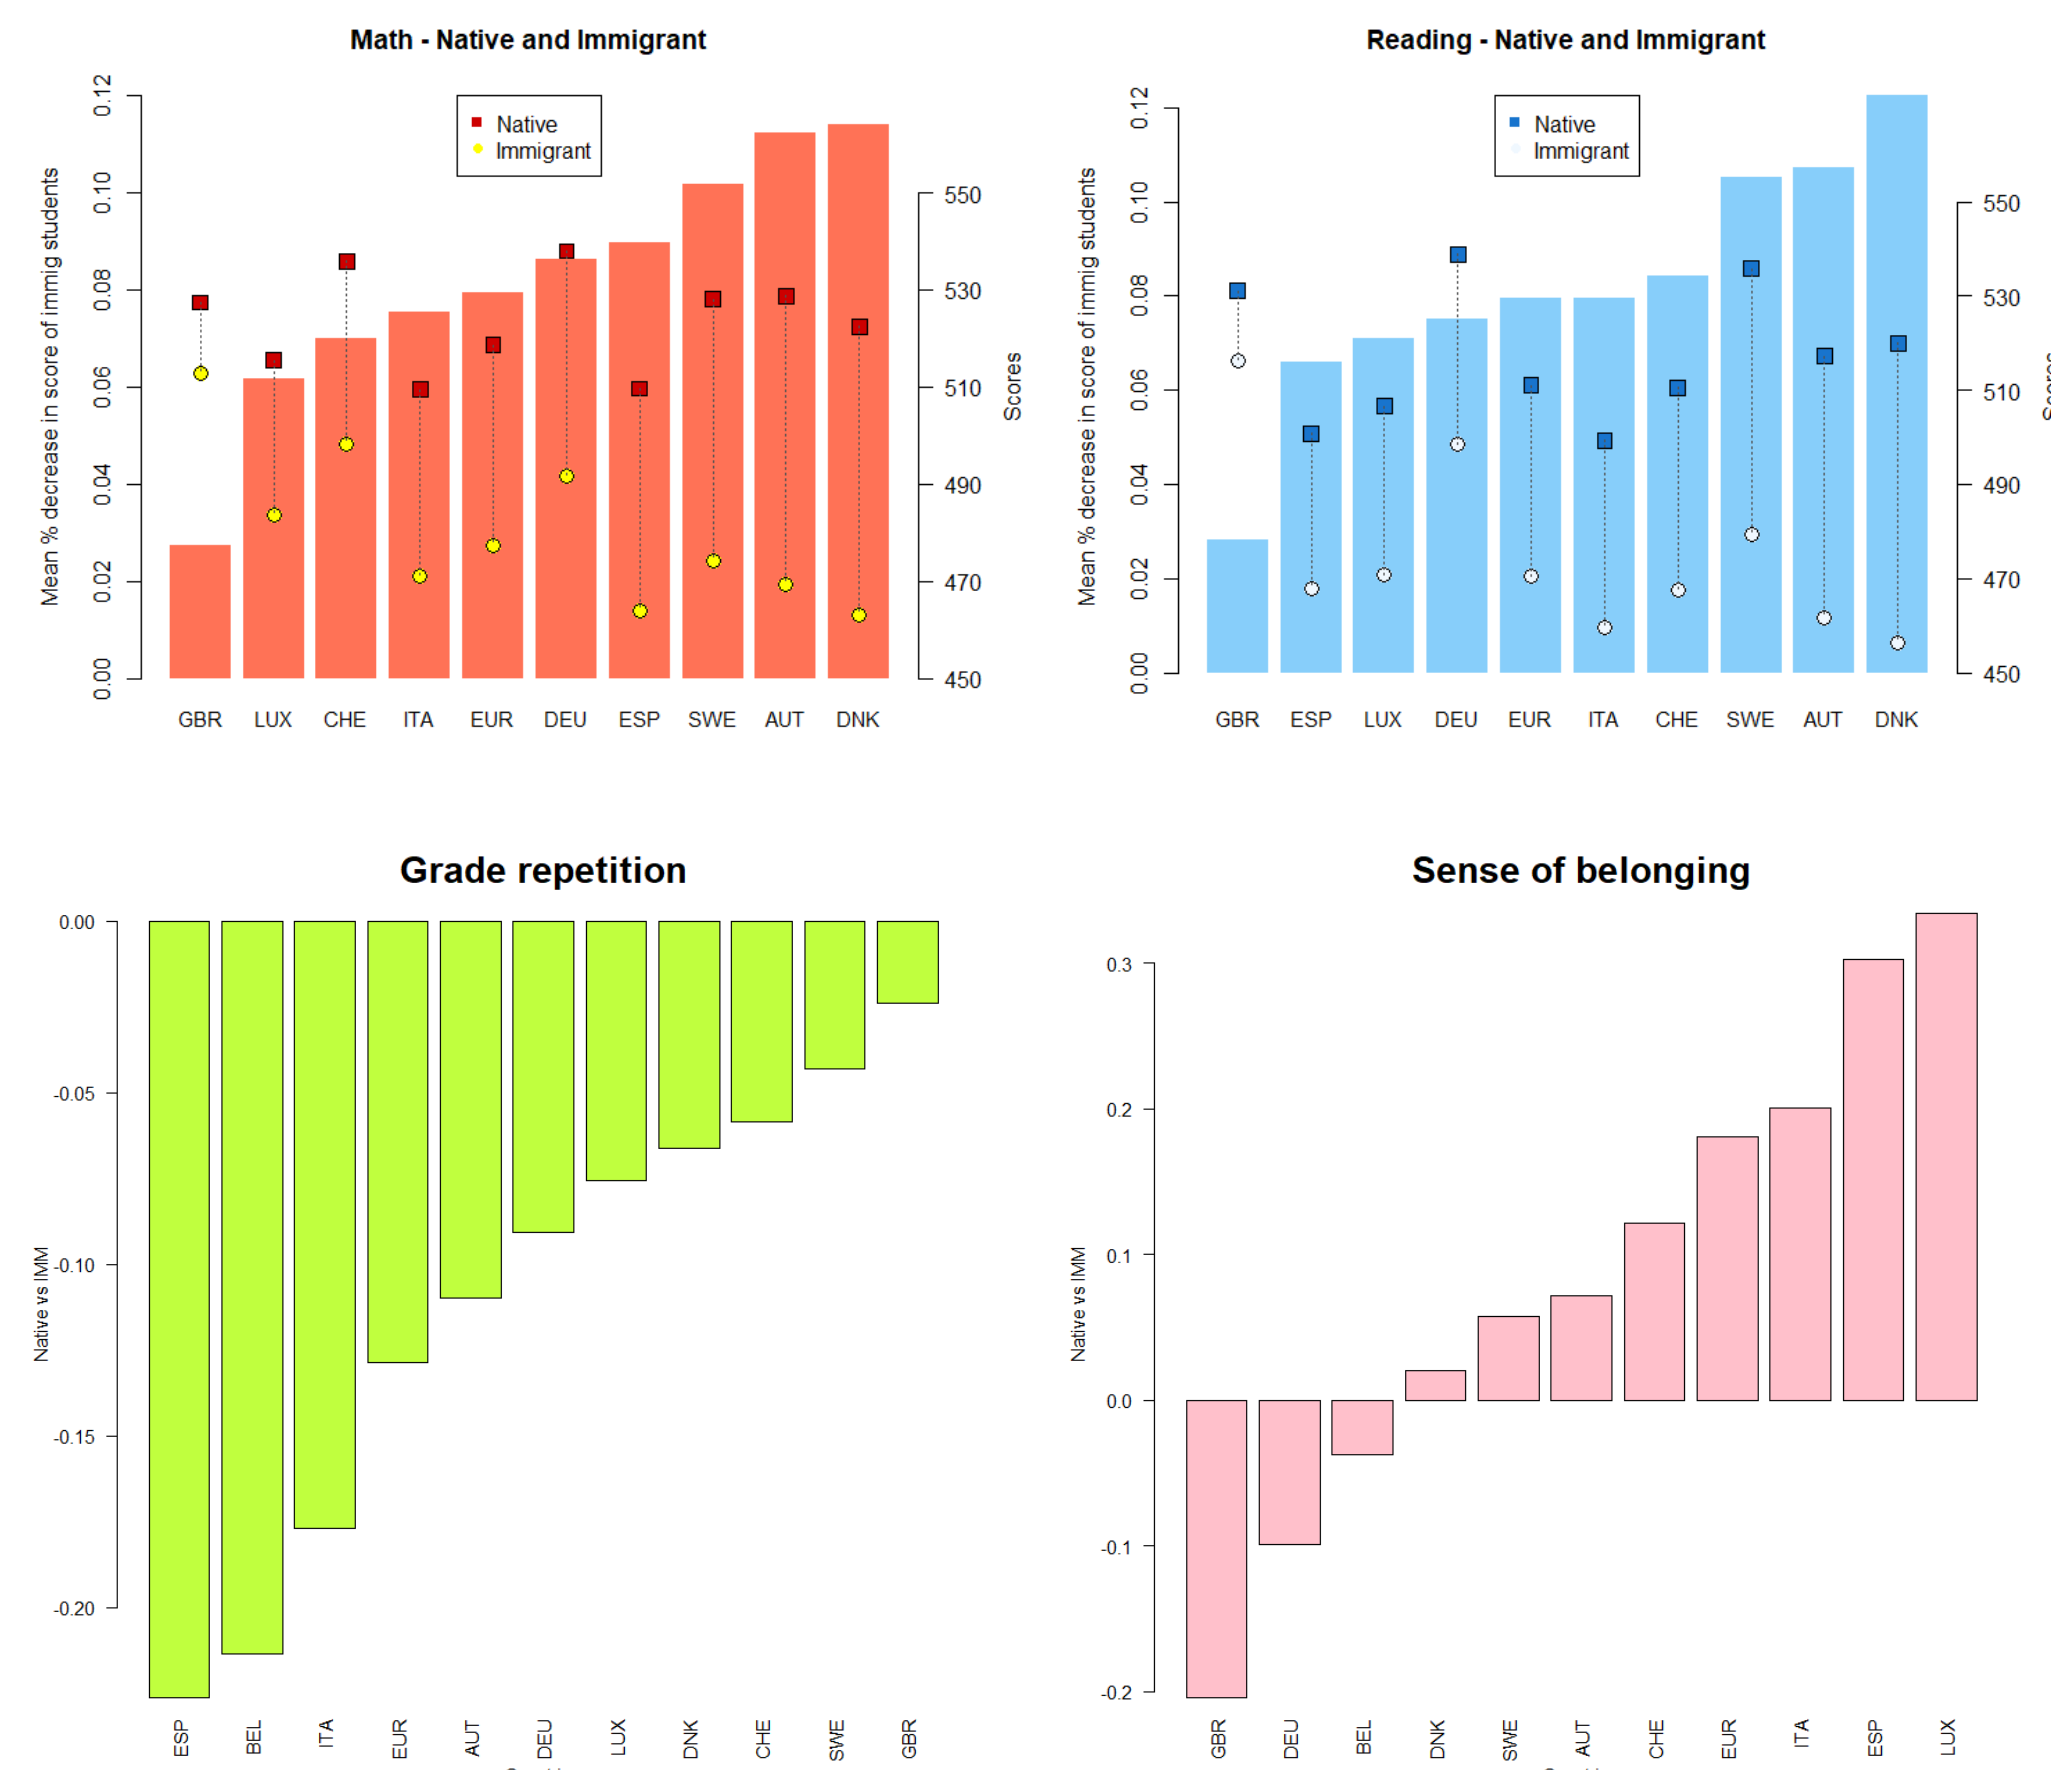 Math - Native and Immigrant
Mean % decrease in score of immig students
0.12
0.10
0.08
0.06
0.04
0.02
0.00
Native
Immigrant
550
530
510
490
470
450
Scores
GBR LUX CHE ITA EUR DEU ESP SWE AUT DNK
Reading - Native and Immigrant
Mean % decrease in score of immig students
0.12
0.10
0.08
0.06
0.04
0.02
0.00
Native
Immigrant
550
530
510
490
470
450
GBR ESP LUX DEU EUR ITA CHE SWE AUT DNK
Grade repetition
Native vs IMM
0.00
-0.05
-0.10
-0.15
-0.20
ESP BEL ITA EUR AUT DEU LUX DNK CHE SWE GBR
Sense of belonging
Native vs IMM
0.3
0.2
0.1
0.0
-0.1
-0.2
GBR DEU BEL DNK SWE AUT CHE EUR ITA ESP LUX